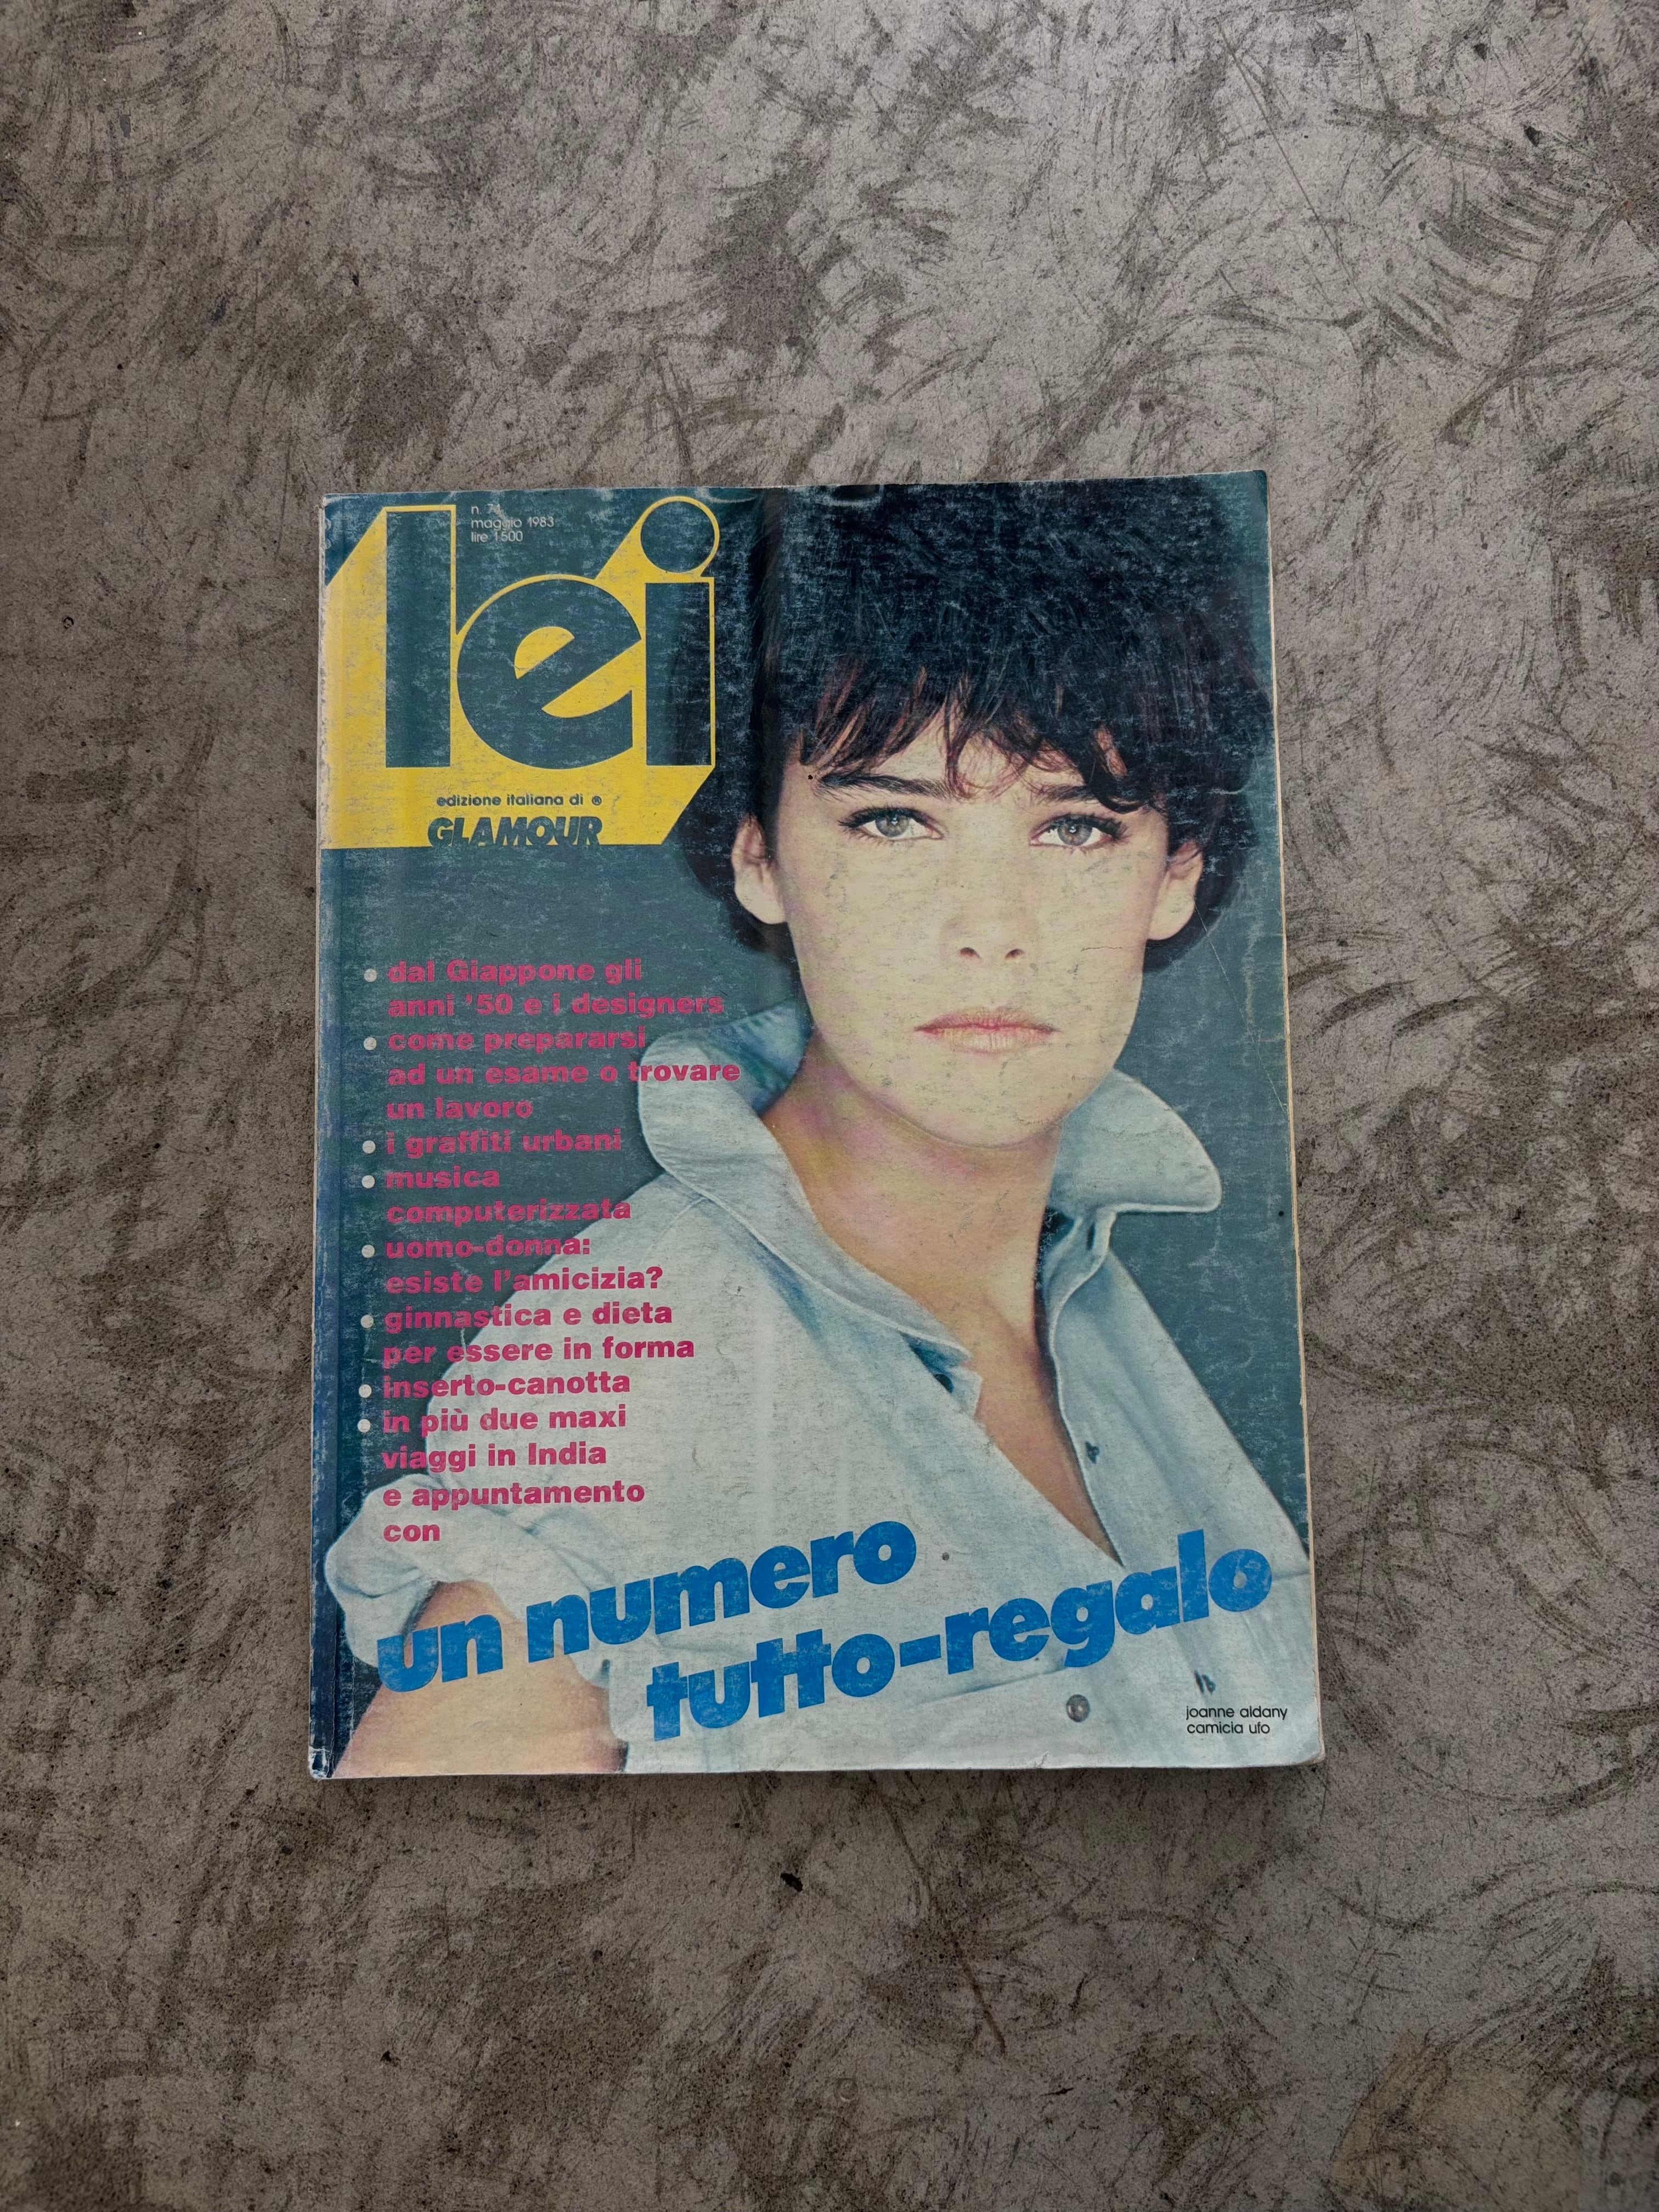 n. 71
maggio 1983
lire 1500
lei
edizione italiana di ®
GLAMOUR
• dal Giappone gli
anni '50 e i designers
• come prepararsi
ad un esame o trovare
un lavoro
• i graffiti urbani
• musica
computerizzata
• uomo-donna:
esiste l'amicizia?
• ginnastica e dieta
per essere in forma
• inserto-canotta
• in più due maxi
viaggi in India
e appuntamento
con
un numero
tutto-regalo
joanne aldany
camicia ufo